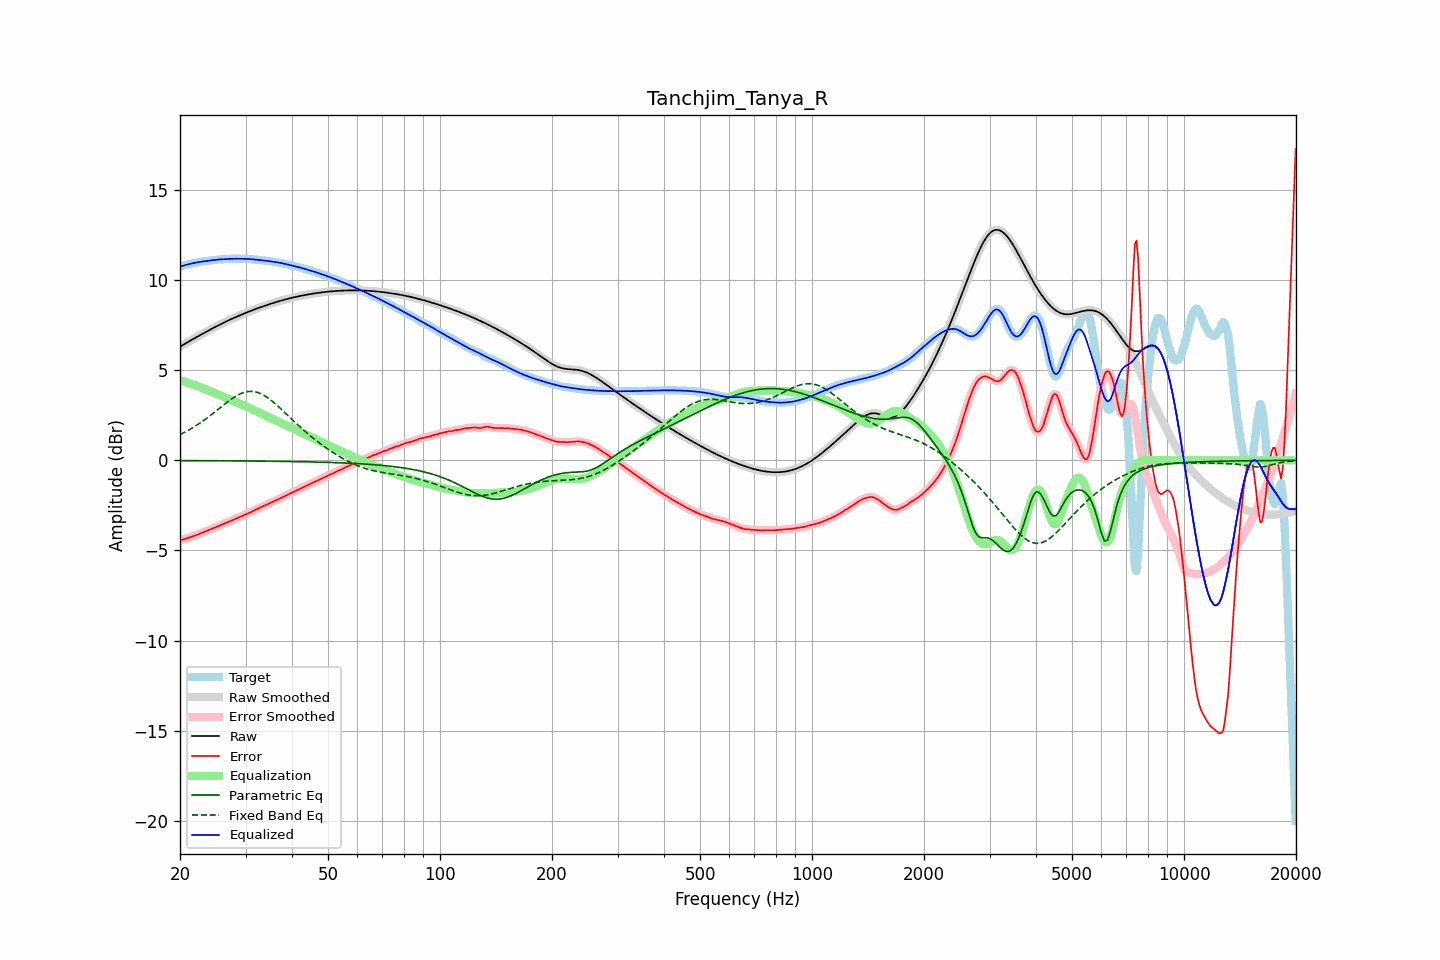 Tanchjim_Tanya_R
Amplitude (dBr)
15
10
5
0
−5
−10
−15
−20
Target
Raw Smoothed
Error Smoothed
Raw
Error
Equalization
Parametric Eq
Fixed Band Eq
Equalized
20 50 100 200 500 1000 2000 5000 10000 20000
Frequency (Hz)